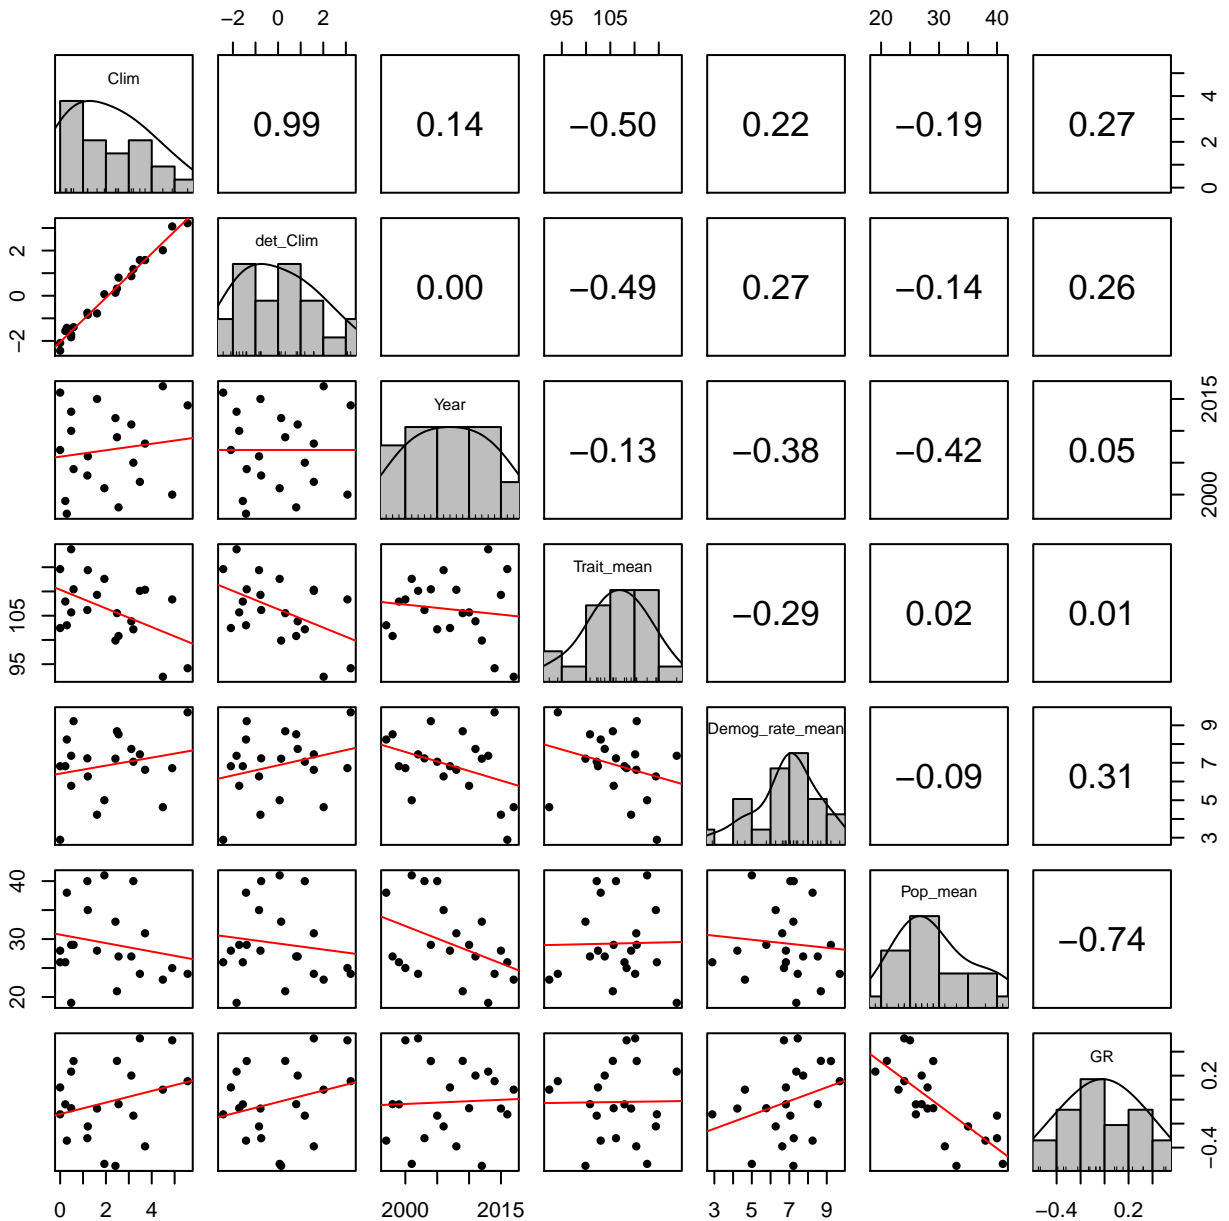 −2 0 2 95 105 20 30 40
Clim
0.99 0.14 −0.50 0.22 −0.19 0.27
0 2 4
−2 0 2
det_Clim
0.00 −0.49 0.27 −0.14 0.26
Year
−0.13 −0.38 −0.42 0.05
2000 2015
95 105
Trait_mean
−0.29 0.02 0.01
Demog_rate_mean
−0.09 0.31
3 5 7 9
20 30 40
Pop_mean
−0.74
GR
−0.4 0.2
0 2 4 2000 2015 3 5 7 9 −0.4 0.2